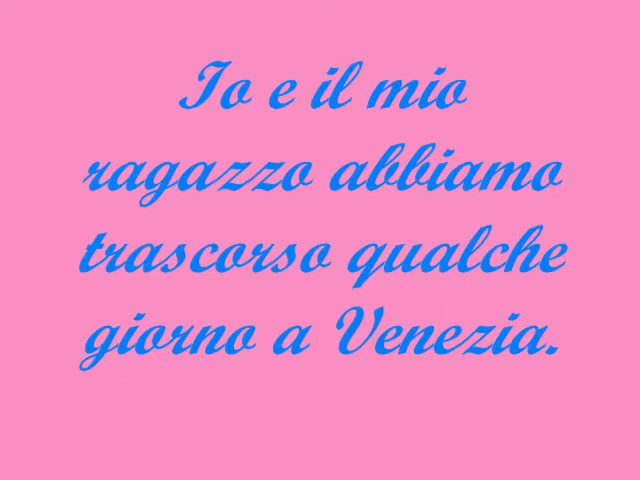 Io e il mio
ragazzo abbiamo
trascorso qualche
giorno a Venezia.